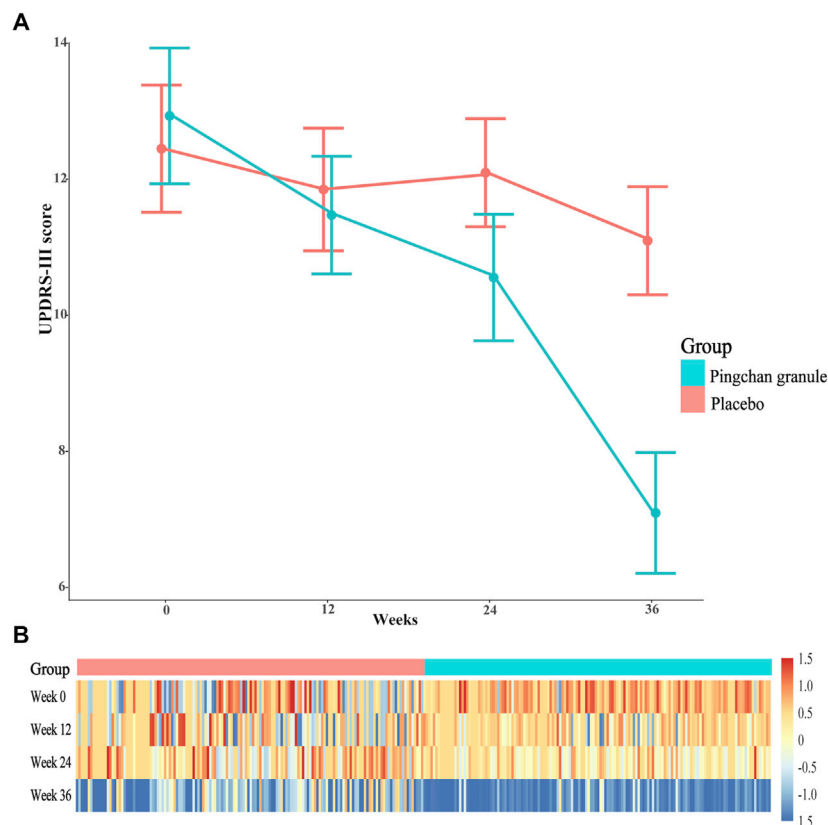 A
14
12
10
8
6
UPDRS-III score
0
12
24
36
Weeks
Group
Pingchan granule
Placebo
B
Group
Week 0
Week 12
Week 24
Week 36
1.5
1
0.5
0
-0.5
-1.0
1.5